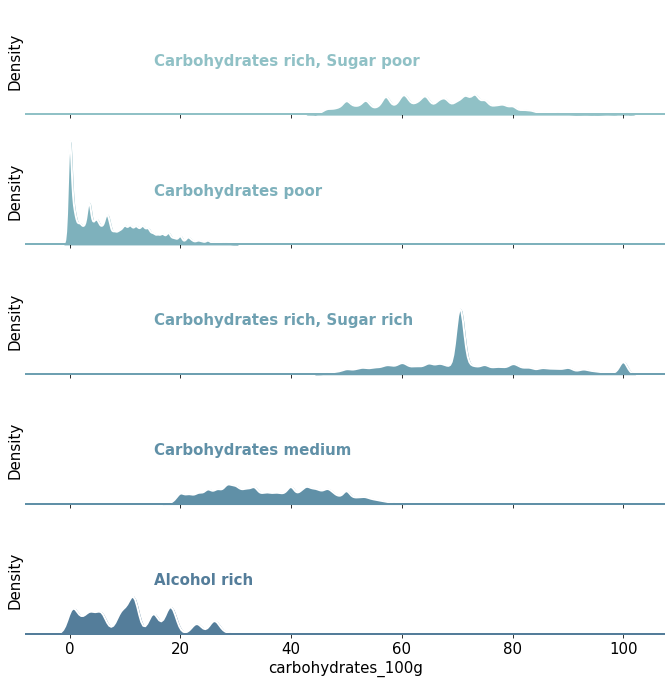 Density
Carbohydrates rich, Sugar poor
Density
Carbohydrates poor
Density
Carbohydrates rich, Sugar rich
Density
Carbohydrates medium
Density
Alcohol rich
0 20 40 60 80 100
carbohydrates_100g